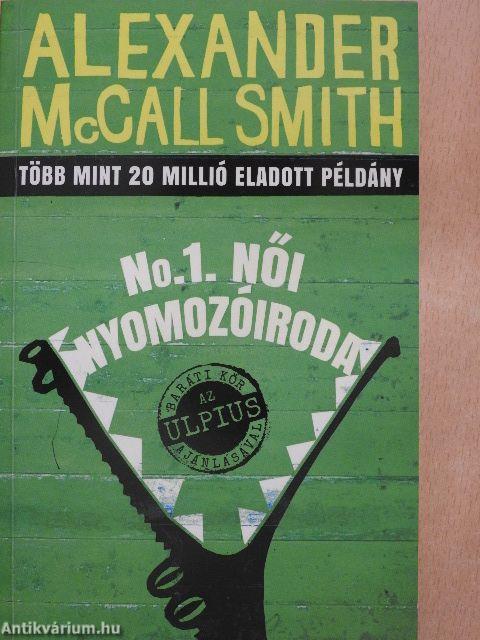 ALEXANDER
McCALL SMITH
TÖBB MINT 20 MILLIÓ ELADOTT PÉLDÁNY
No.1. NŐI
NYOMOZÓIRODA
BARÁTI KÖR
AZ
ULPIUS
AJÁNLÁSÁVAL
Antikvárium.hu